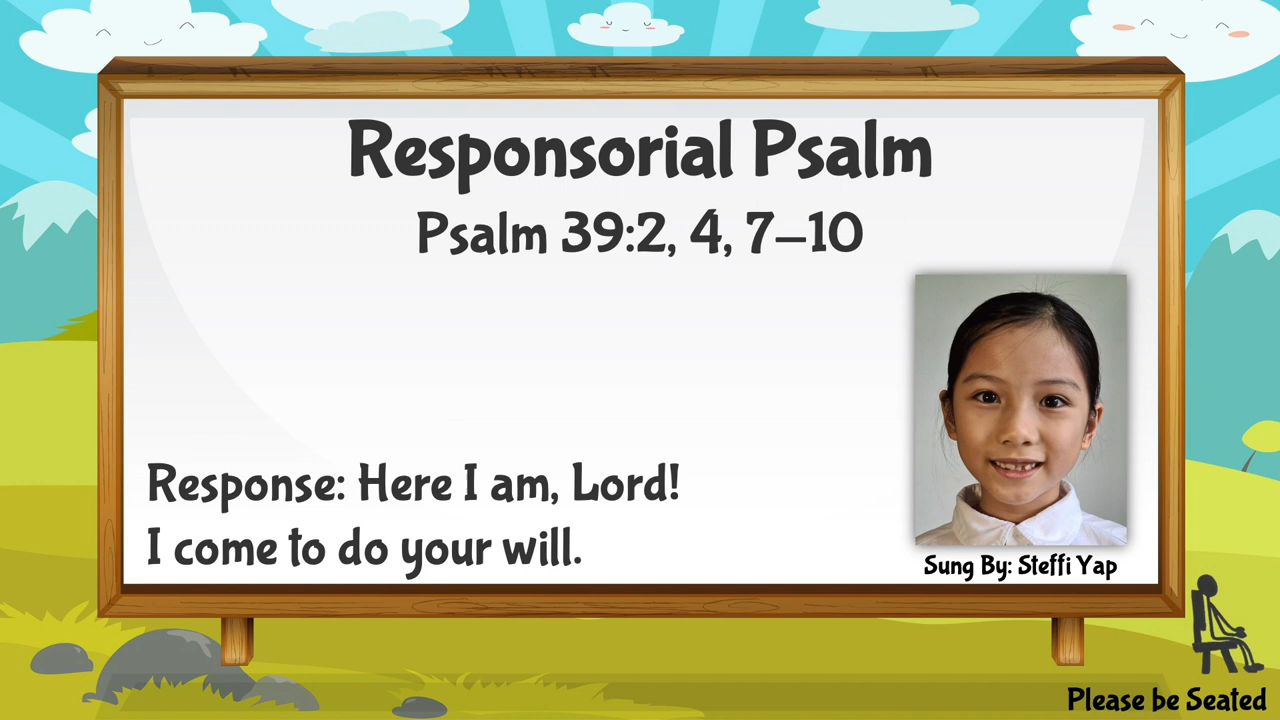 Responsorial Psalm
Psalm 39:2, 4, 7–10
Response: Here I am, Lord!
I come to do your will.
Sung By: Steffi Yap
Please be Seated